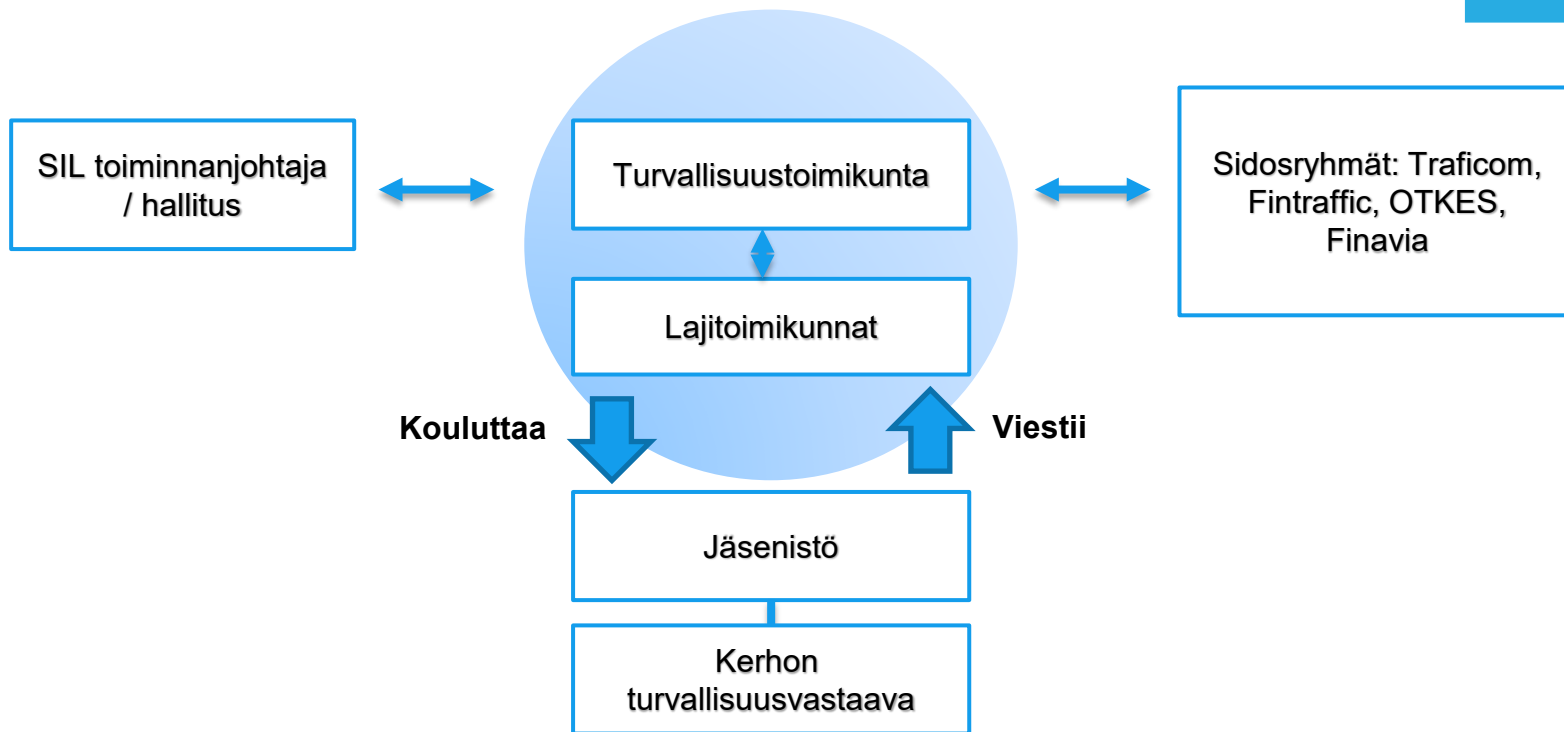 SIL toiminnanjohtaja
/ hallitus
Turvallisuustoimikunta
Sidosryhmät: Traficom,
Fintraffic, OTKES,
Finavia
Lajitoimikunnat
Kouluttaa
Viestii
Jäsenistö
Kerhon
turvallisuusvastaava